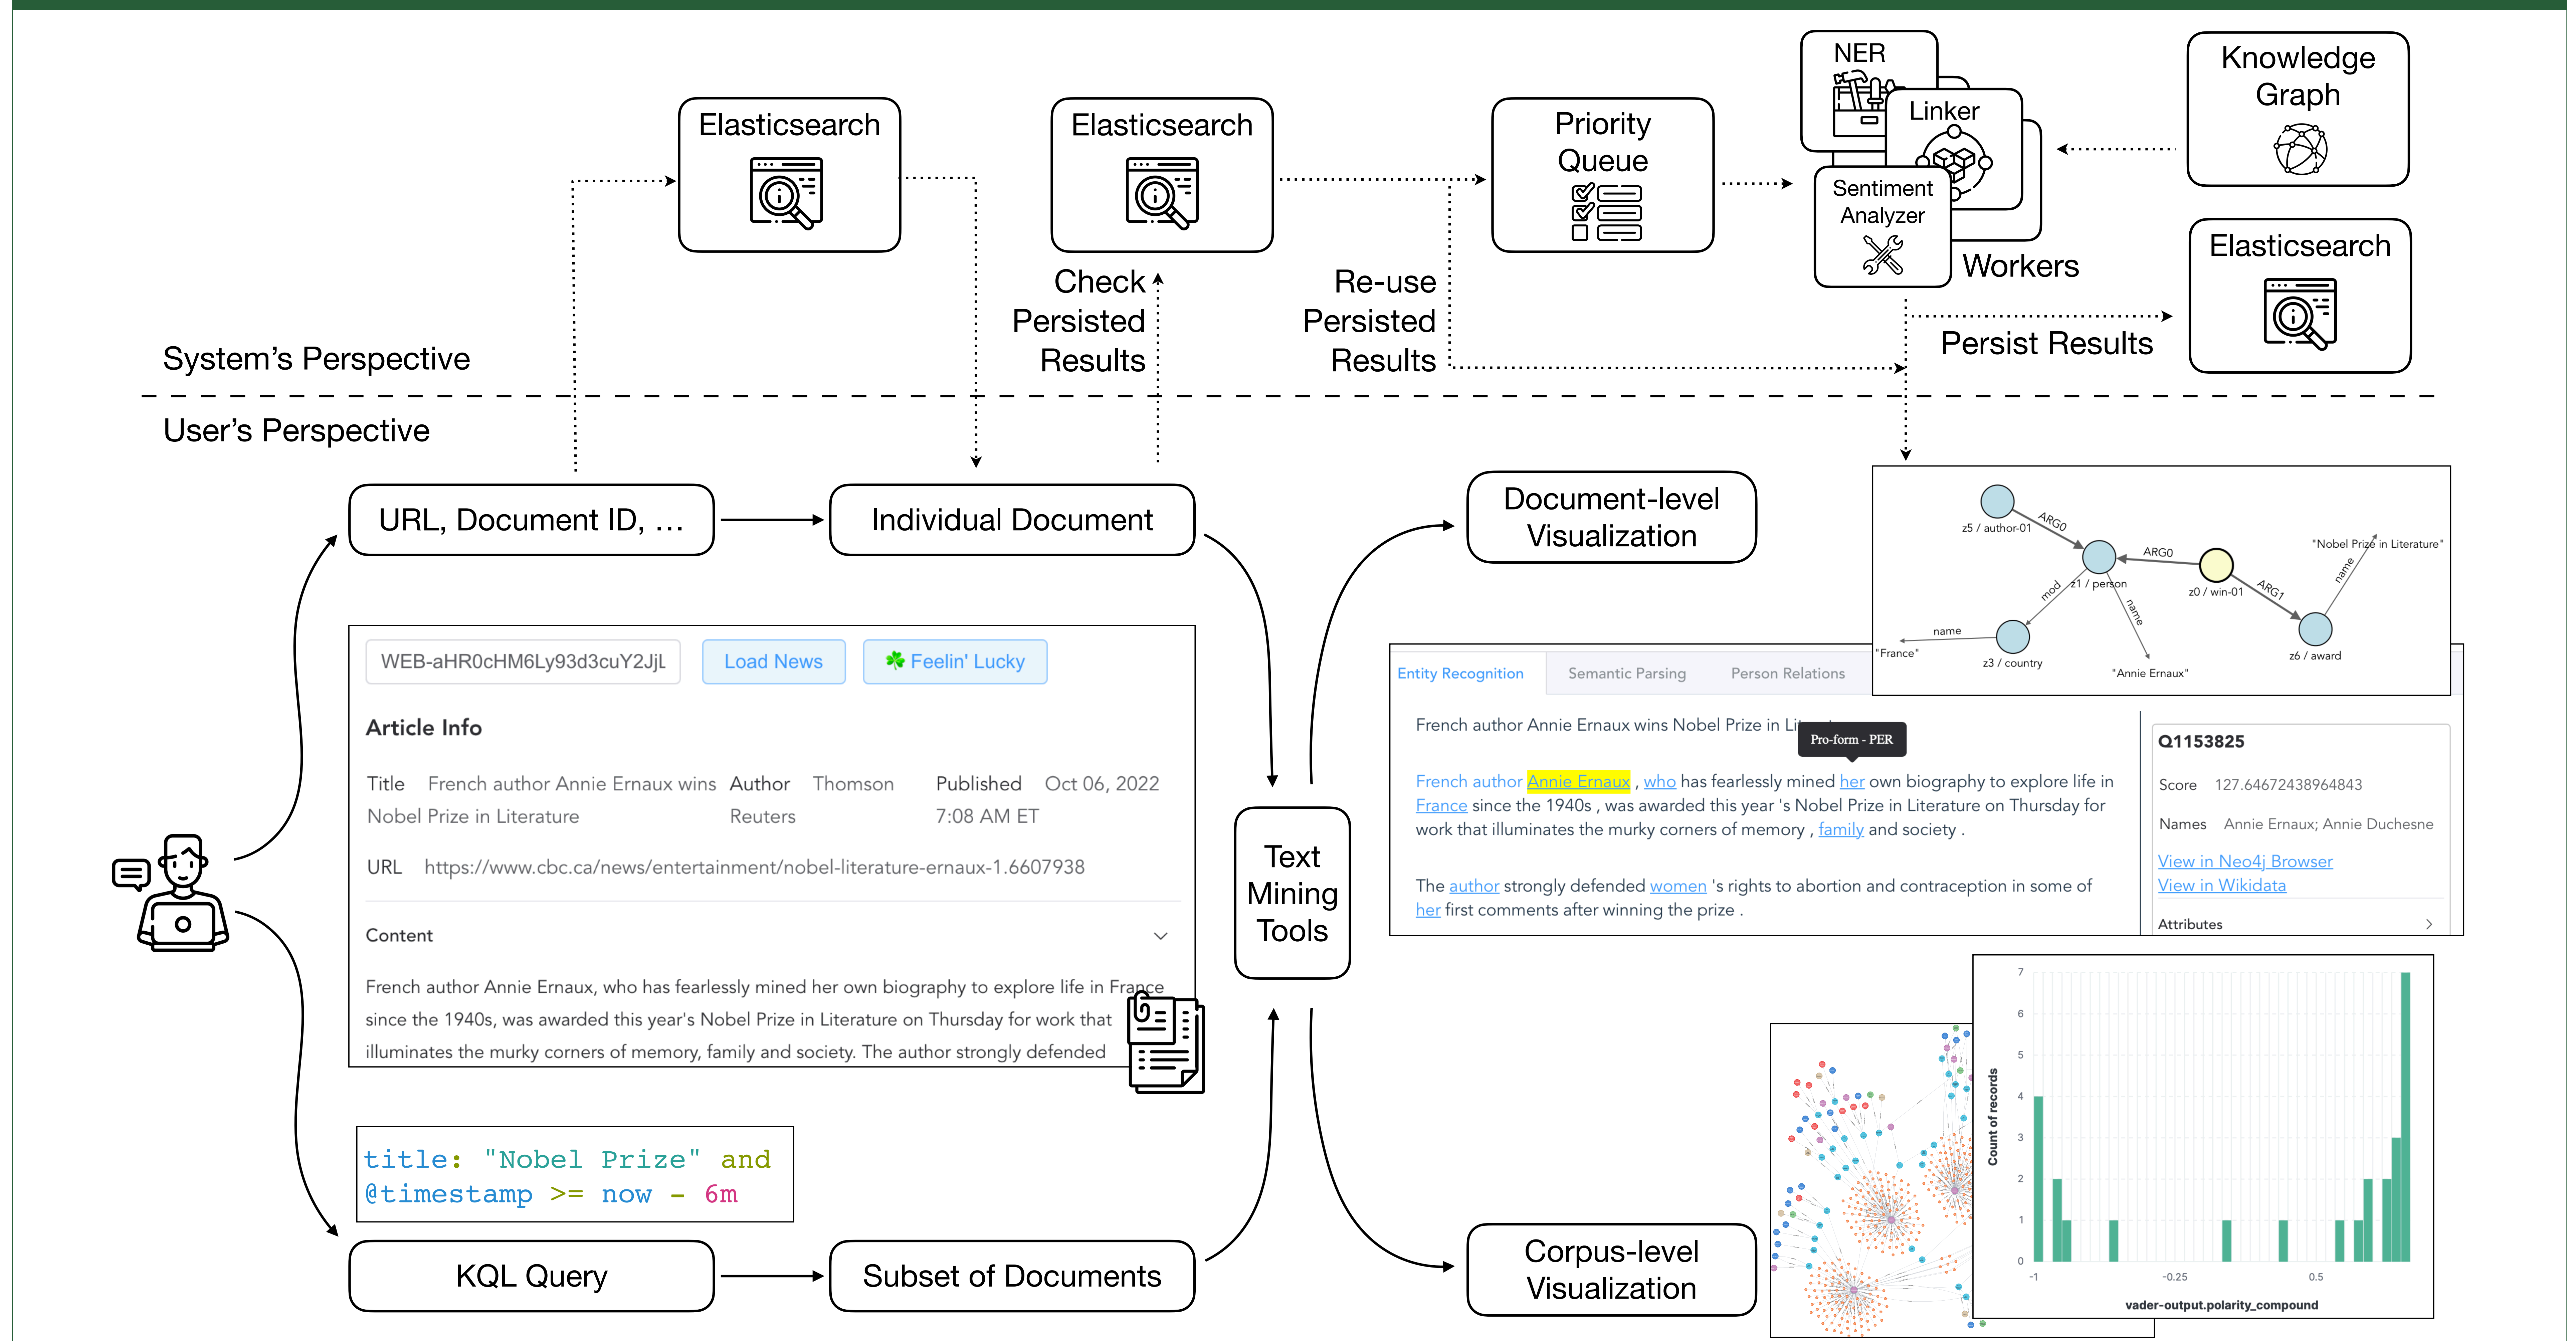 NER
Linker
Sentiment
Analyzer
Workers
Knowledge
Graph
Elasticsearch
Elasticsearch
Priority
Queue
Elasticsearch
Check
Persisted
Results
Re-use
Persisted
Results
Persist Results
System's Perspective
User's Perspective
URL, Document ID, …
Individual Document
Document-level
Visualization
z5 / author-01
ARG0
z1 / person
ARG0
z0 / win-01
ARG1
"Nobel Prize in Literature"
name
z6 / award
mod
name
name
"France"
z3 / country
"Annie Ernaux"
WEB-aHR0cHM6Ly93d3cuY2JjL
Load News
Feelin' Lucky
Article Info
Title French author Annie Ernaux wins Author Thomson Published Oct 06, 2022
Nobel Prize in Literature Reuters 7:08 AM ET
URL https://www.cbc.ca/news/entertainment/nobel-literature-ernaux-1.6607938
Content
French author Annie Ernaux, who has fearlessly mined her own biography to explore life in France
since the 1940s, was awarded this year's Nobel Prize in Literature on Thursday for work that
illuminates the murky corners of memory, family and society. The author strongly defended
Text
Mining
Tools
Entity Recognition Semantic Parsing Person Relations
French author Annie Ernaux wins Nobel Prize in
Pro-form - PER
French author Annie Ernaux , who has fearlessly mined her own biography to explore life in
France since the 1940s , was awarded this year 's Nobel Prize in Literature on Thursday for
work that illuminates the murky corners of memory , family and society .
The author strongly defended women 's rights to abortion and contraception in some of
her first comments after winning the prize .
Q1153825
Score 127.64672438964843
Names Annie Ernaux; Annie Duchesne
View in Neo4j Browser
View in Wikidata
Attributes
title: "Nobel Prize" and
@timestamp >= now - 6m
KQL Query
Subset of Documents
Corpus-level
Visualization
Count of records
7
6
5
4
3
2
1
0
-1 -0.25 0.5
vader-output.polarity_compound